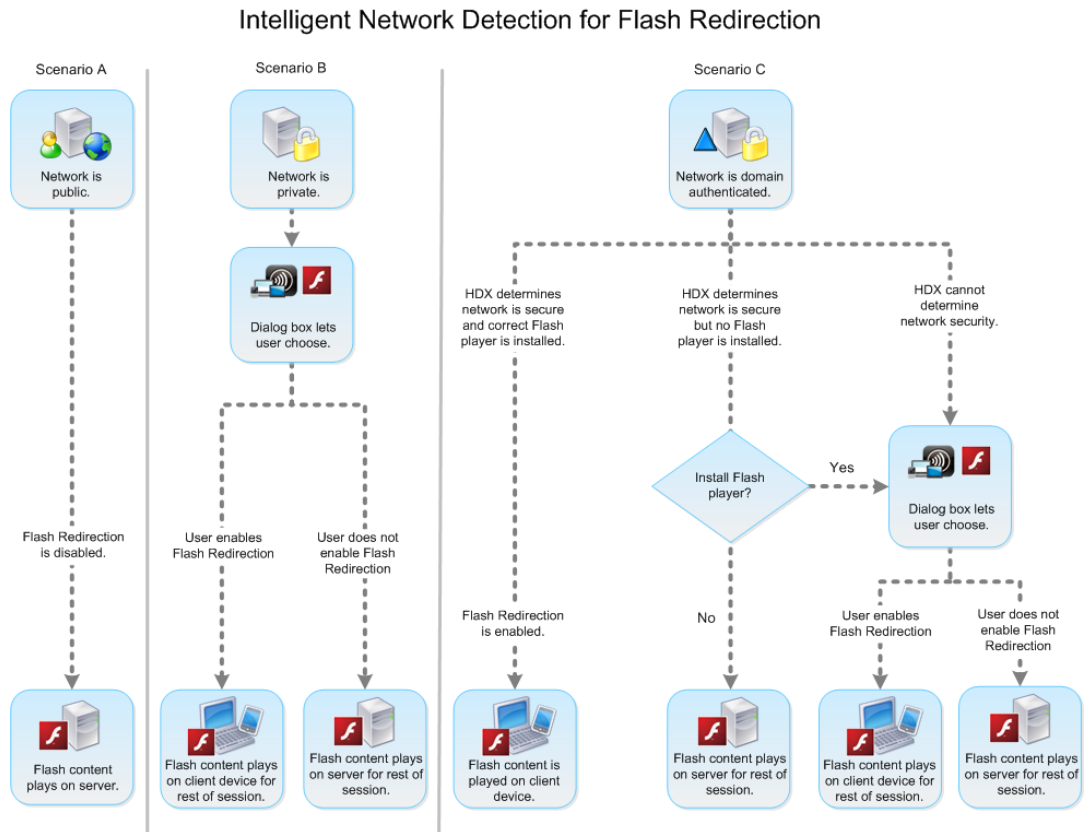 Intelligent Network Detection for Flash Redirection
Scenario A
Network is
public.
Flash Redirection
is disabled.
Flash content
plays on server.
Scenario B
Network is
private.
Dialog box lets
user choose.
User enables
Flash Redirection
User does not
enable Flash
Redirection
Flash content plays
on client device for
rest of session.
Flash content plays
on server for rest of
session.
Scenario C
Network is domain
authenticated.
HDX determines
network is secure
and correct Flash
player is installed.
HDX determines
network is secure
but no Flash
player is installed.
HDX cannot
determine
network security.
Install Flash
player?
Yes
Dialog box lets
user choose.
Flash Redirection
is enabled.
No
User enables
Flash Redirection
User does not
enable Flash
Redirection
Flash content is
played on client
device.
Flash content plays
on server for rest of
session.
Flash content plays
on client device for
rest of session.
Flash content plays
on server for rest of
session.